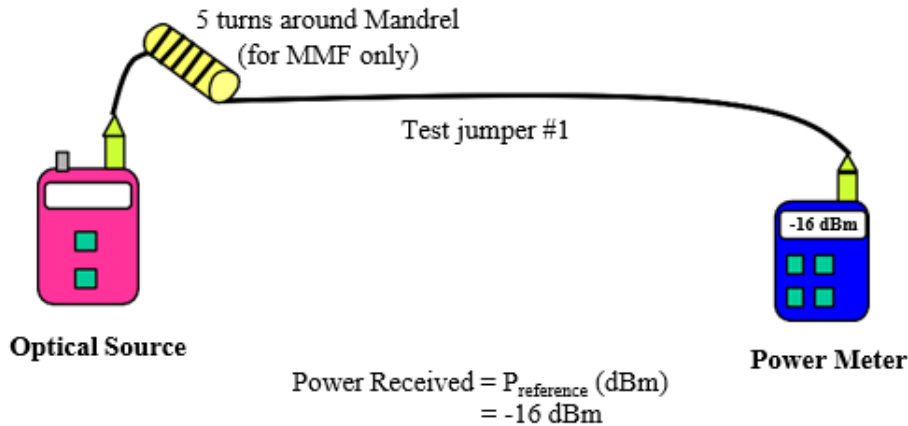 5 turns around Mandrel
(for MMF only)
Test jumper #1
-16 dBm
Optical Source
Power Meter
Power Received = P_reference (dBm)
= -16 dBm